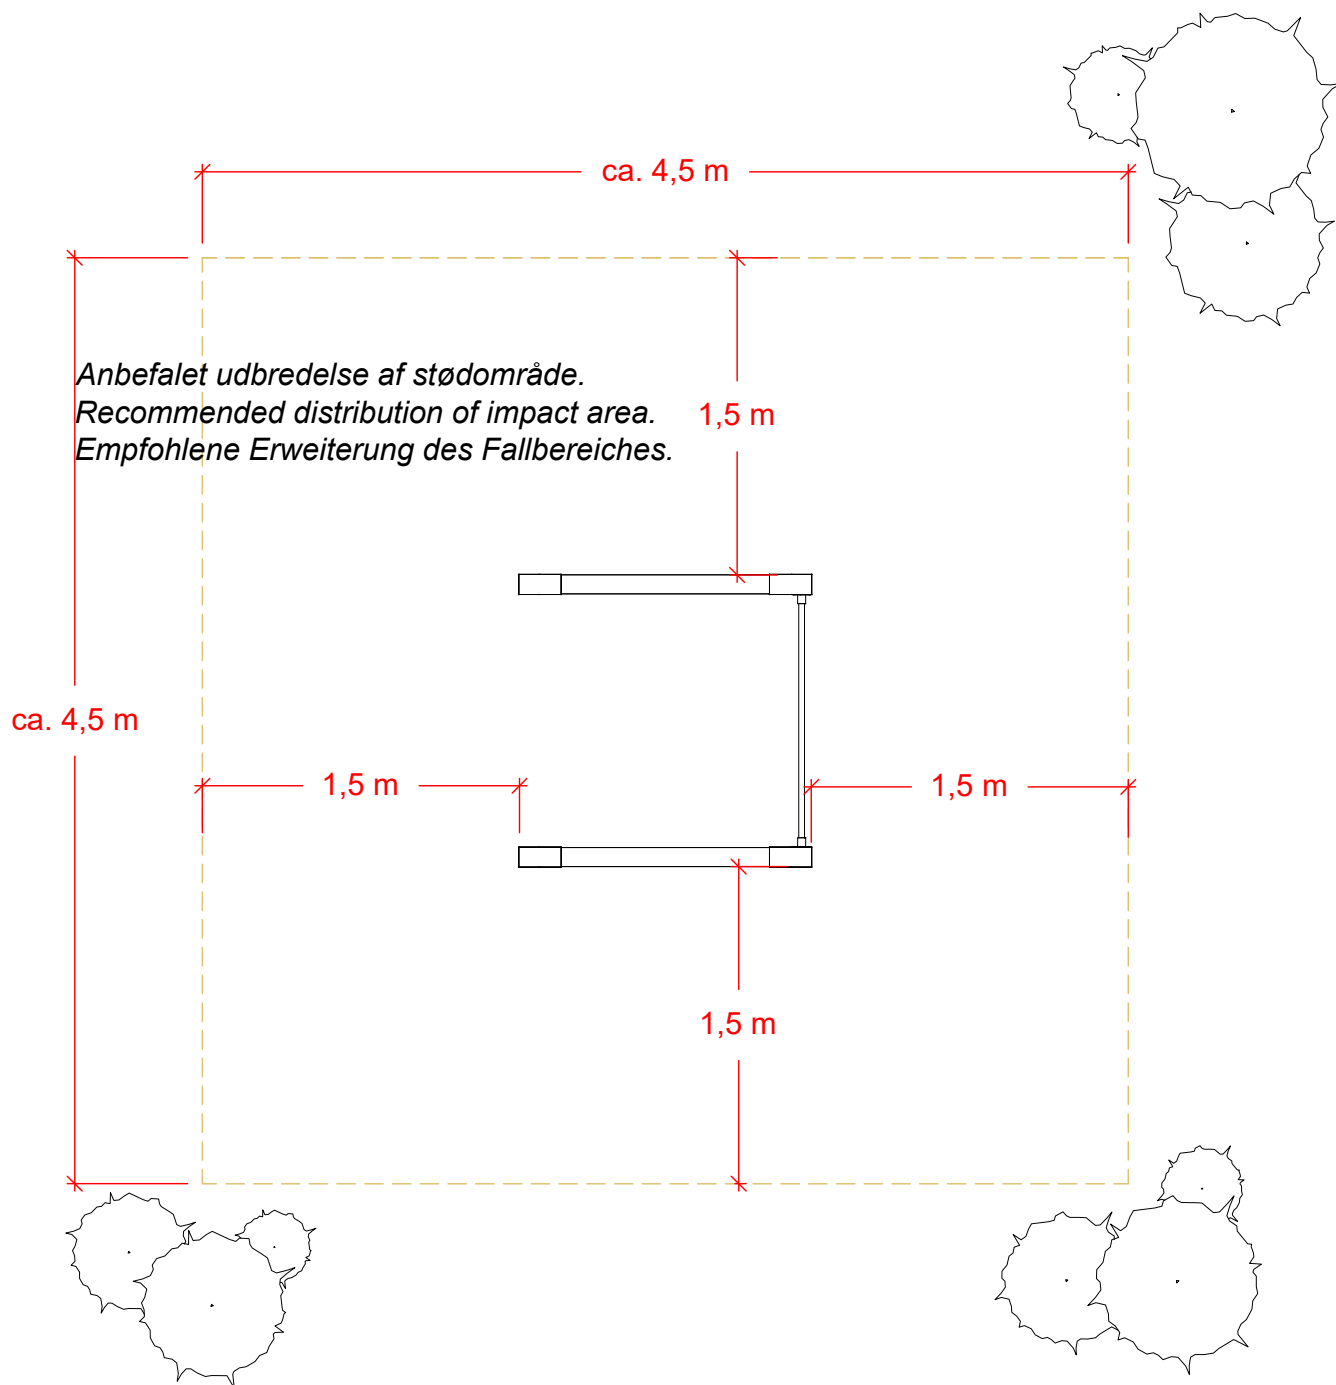 ca. 4,5 m
Anbefalet udbredelse af stødområde.
Recommended distribution of impact area.
Empfohlene Erweiterung des Fallbereiches.
1,5 m
ca. 4,5 m
1,5 m
1,5 m
1,5 m